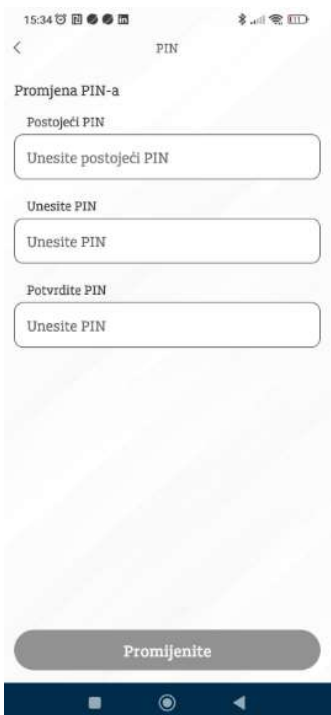 15:34
PIN
Promjena PIN-a
Postojeći PIN
Unesite postojeći PIN
Unesite PIN
Unesite PIN
Potvrdite PIN
Unesite PIN
Promijenite